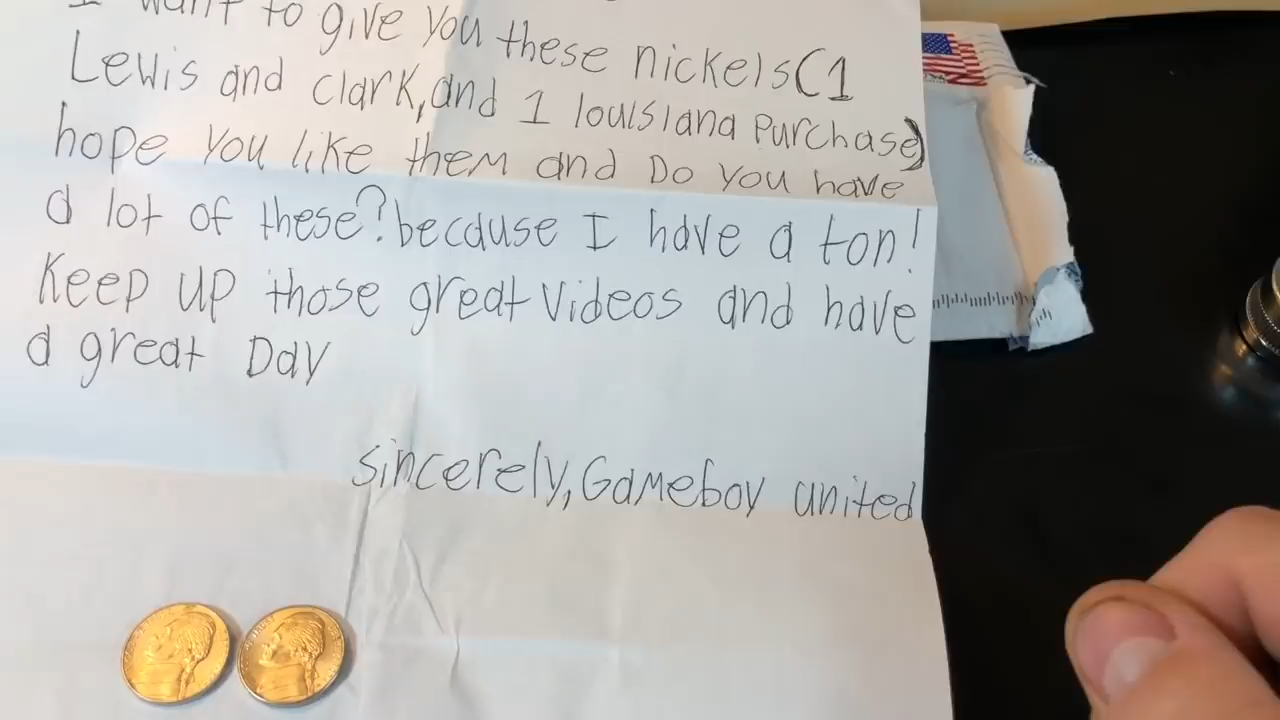 I want to give you these nickels(1
Lewis and Clark,and 1 louisiana purchase)
hope you like them and Do you have
a lot of these?because I have a ton!
Keep up those great videos and have
a great Day
sincerely,Gameboy united